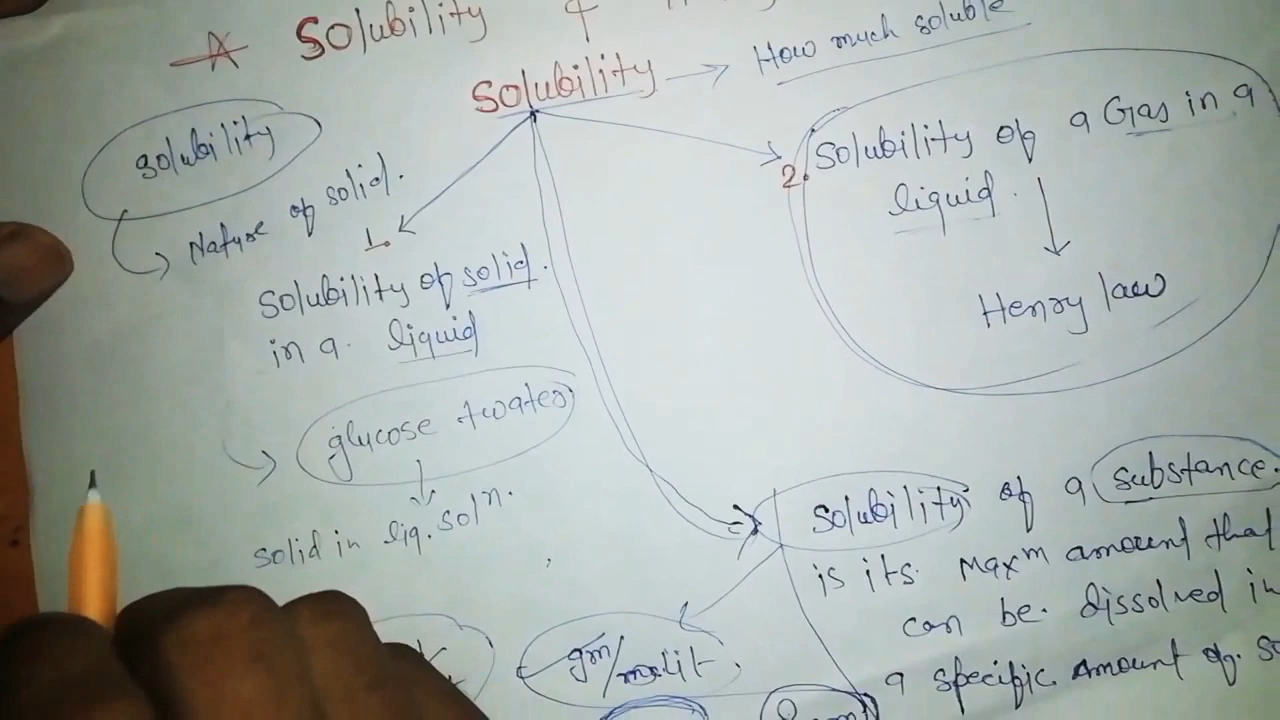 Solubility
Solubility → How much soluble
solubility
Nature of solid.
1.
Solubility of solid.
in a liquid
glucose + water
solid in liq. solⁿ.
2. Solubility of a Gas in a
liquid.
Henry law
Solubility of a substance.
is its maxᵐ amount that
can be dissolved in
a specific Amount of